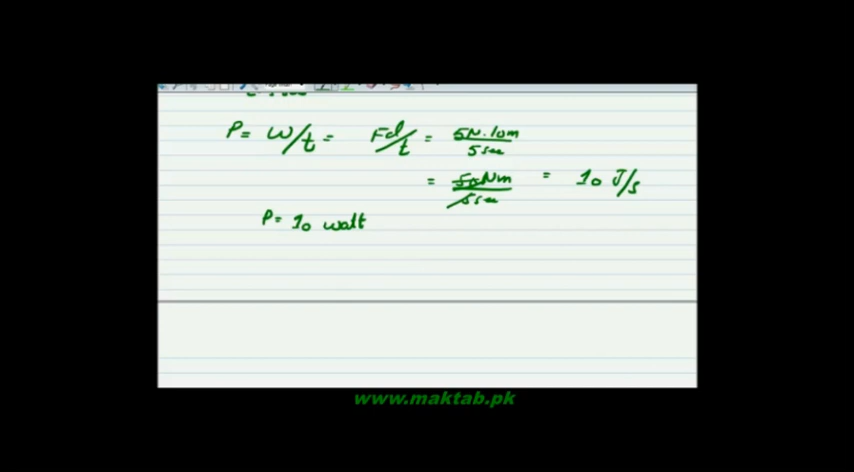 P = W/t = Fd/t = 5N.10m/5sec
= 50Nm/5sec = 10 J/s
P = 10 watt
www.maktab.pk